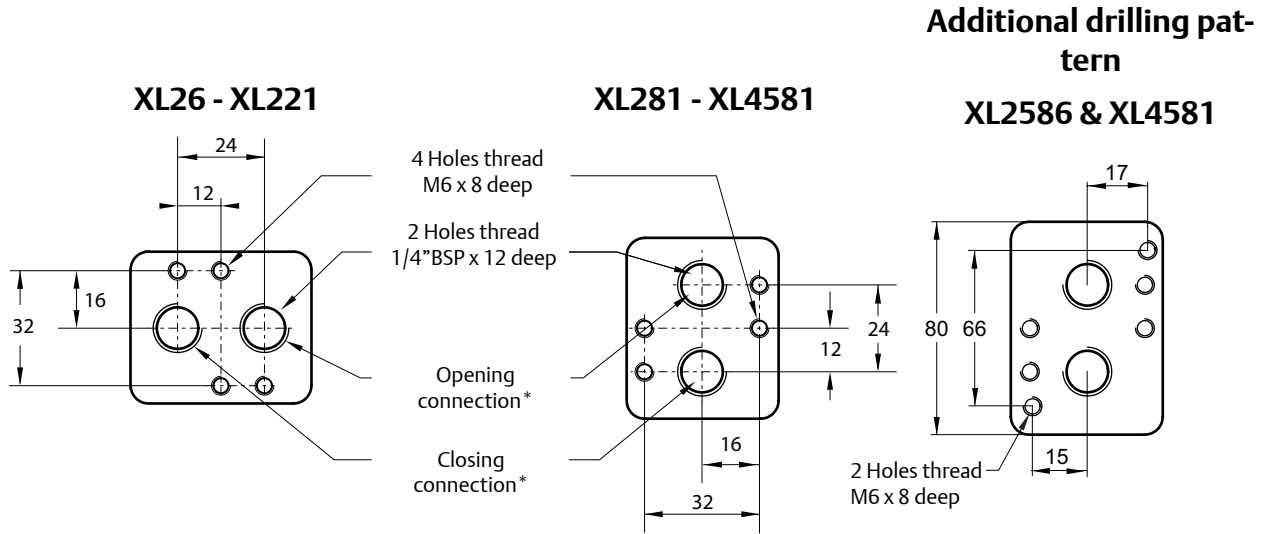 Additional drilling pat-
tern
XL26 - XL221
XL281 - XL4581
XL2586 & XL4581
24
12
16
32
4 Holes thread
M6 x 8 deep
2 Holes thread
1/4”BSP x 12 deep
Opening
connection*
Closing
connection*
24
12
16
32
17
80
66
15
2 Holes thread
M6 x 8 deep